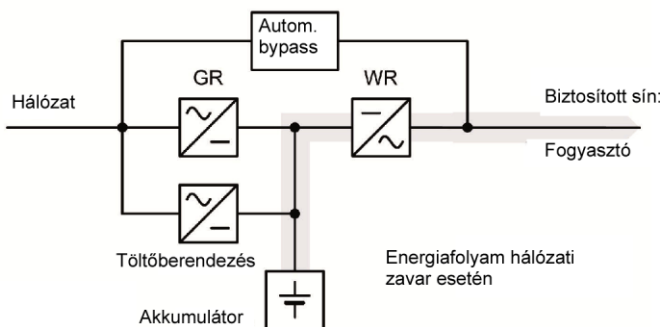 Autom.
bypass
GR
WR
Hálózat
Biztosított sín:
Fogyasztó
Töltőberendezés
Energiafolyam hálózati
zavar esetén
Akkumulátor